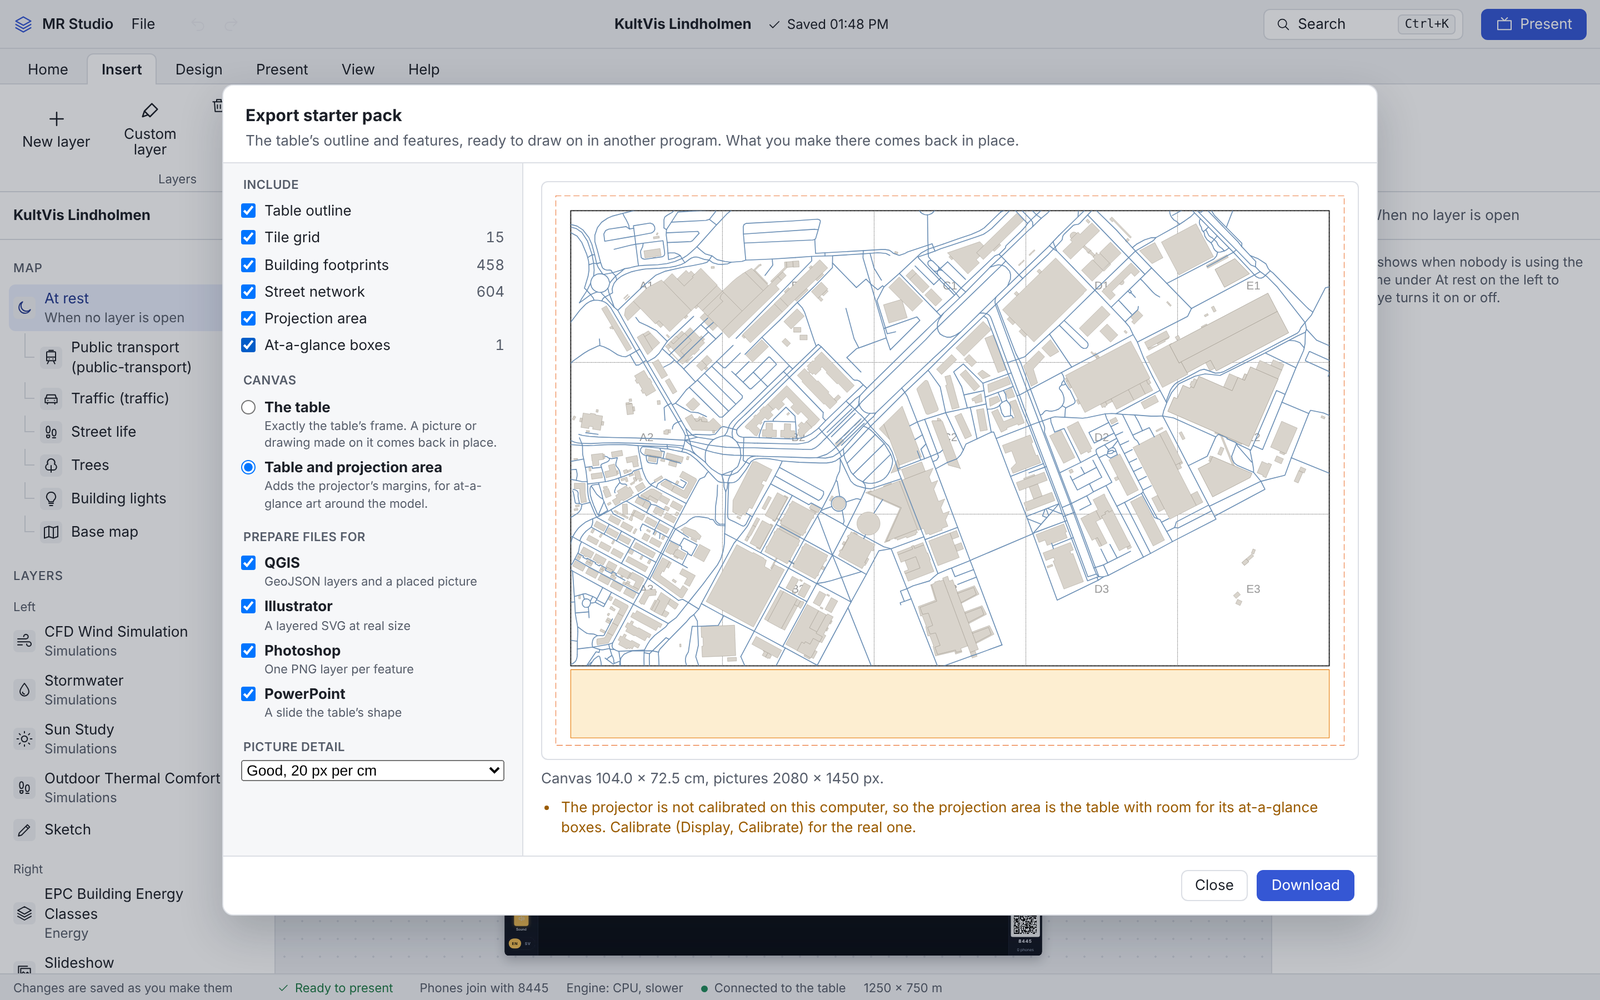 MR Studio
File
KultVis Lindholmen
Saved 01:48 PM
Search
Ctrl+K
Present
Home
Insert
Design
Present
View
Help
New layer
Custom
layer
Layers
KultVis Lindholmen
MAP
At rest
When no layer is open
Public transport
(public-transport)
Traffic (traffic)
Street life
Trees
Building lights
Base map
LAYERS
Left
CFD Wind Simulation
Simulations
Stormwater
Simulations
Sun Study
Simulations
Outdoor Thermal Comfort
Simulations
Sketch
Right
EPC Building Energy
Classes
Energy
Slideshow
Export starter pack
The table’s outline and features, ready to draw on in another program. What you make there comes back in place.
INCLUDE
Table outline
Tile grid 15
Building footprints 458
Street network 604
Projection area
At-a-glance boxes 1
CANVAS
The table
Exactly the table’s frame. A picture or
drawing made on it comes back in place.
Table and projection area
Adds the projector’s margins, for at-a-
glance art around the model.
PREPARE FILES FOR
QGIS
GeoJSON layers and a placed picture
Illustrator
A layered SVG at real size
Photoshop
One PNG layer per feature
PowerPoint
A slide the table’s shape
PICTURE DETAIL
Good, 20 px per cm
A1
C1
D1
E1
A2
B2
D2
D3
E3
Canvas 104.0 × 72.5 cm, pictures 2080 × 1450 px.
• The projector is not calibrated on this computer, so the projection area is the table with room for its at-a-glance
boxes. Calibrate (Display, Calibrate) for the real one.
Close
Download
When no layer is open
shows when nobody is using the
ne under At rest on the left to
ye turns it on or off.
8445
Changes are saved as you make them
Ready to present
Phones join with 8445
Engine: CPU, slower
Connected to the table
1250 × 750 m